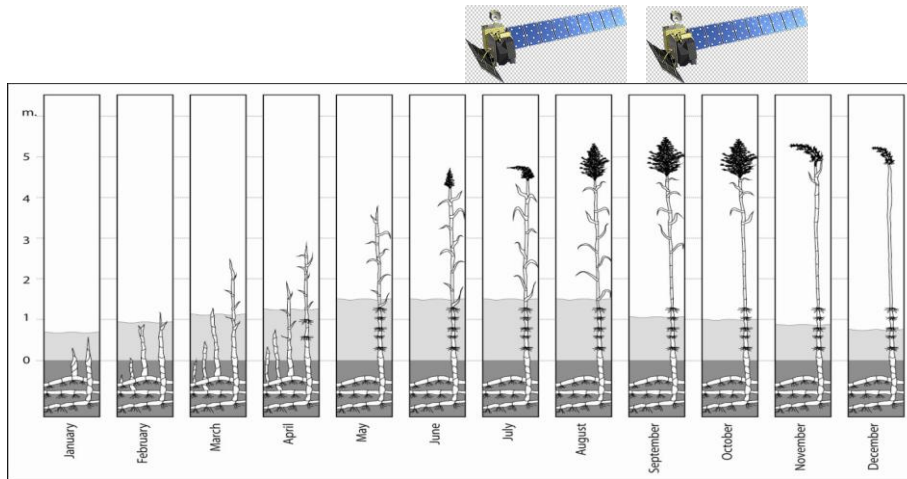 m.
5
4
3
2
1
0
January
February
March
April
May
June
July
August
September
October
November
December